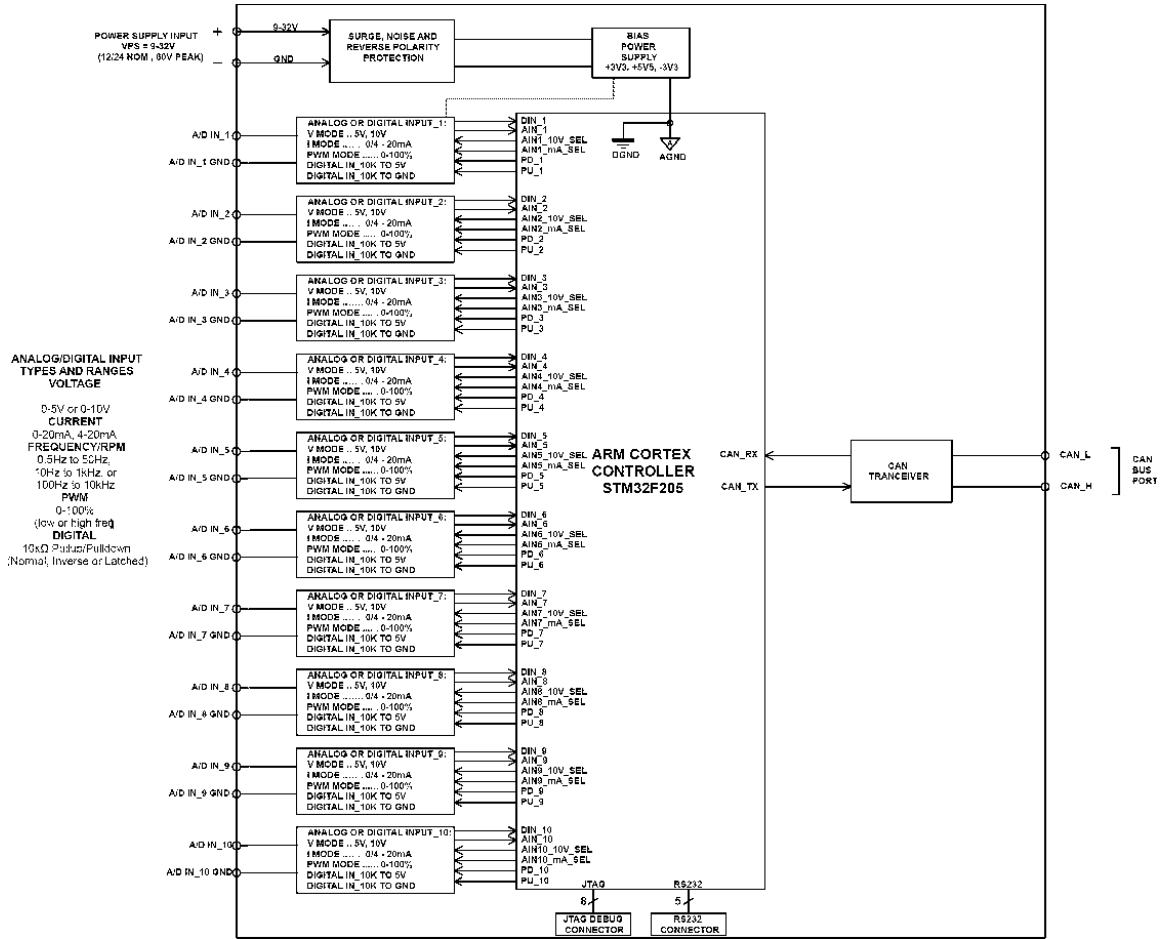 POWER SUPPLY INPUT
VPS = 9-32V
(12/24 NOM , 60V PEAK)
+
−
9-32V
GND
SURGE, NOISE AND
REVERSE POLARITY
PROTECTION
BIAS
POWER
SUPPLY
+3V3, +5V5, -3V3
DGND
A
AGND
A/D IN_1
A/D IN_1 GND
ANALOG OR DIGITAL INPUT_1:
V MODE .. 5V, 10V
I MODE ...... 0/4 - 20mA
PWM MODE ...... 0-100%
DIGITAL IN_10K TO 5V
DIGITAL IN_10K TO GND
DIN_1
AIN_1
AIN1_10V_SEL
AIN1_mA_SEL
PD_1
PU_1
A/D IN_2
A/D IN_2 GND
ANALOG OR DIGITAL INPUT_2:
V MODE .. 5V, 10V
I MODE ...... 0/4 - 20mA
PWM MODE ..... 0-100%
DIGITAL IN_10K TO 5V
DIGITAL IN_10K TO GND
DIN_2
AIN_2
AIN2_10V_SEL
AIN2_mA_SEL
PD_2
PU_2
A/D IN_3
A/D IN_3 GND
ANALOG OR DIGITAL INPUT_3:
V MODE .. 5V, 10V
I MODE ....... 0/4 - 20mA
PWM MODE ..... 0-100%
DIGITAL IN_10K TO 5V
DIGITAL IN_10K TO GND
DIN_3
AIN_3
AIN3_10V_SEL
AIN3_mA_SEL
PD_3
PU_3
ANALOG/DIGITAL INPUT
TYPES AND RANGES
VOLTAGE
0-5V or 0-10V
CURRENT
0-20mA, 4-20mA
FREQUENCY/RPM
0.5Hz to 50Hz,
10Hz to 1kHz, or
100Hz to 10kHz
PWM
0-100%
(low or high freq)
DIGITAL
10kΩ Pullup/Pulldown
(Normal, Inverse or Latched)
A/D IN_4
A/D IN_4 GND
ANALOG OR DIGITAL INPUT_4:
V MODE .. 5V, 10V
I MODE ...... 0/4 - 20mA
PWM MODE ..... 0-100%
DIGITAL IN_10K TO 5V
DIGITAL IN_10K TO GND
DIN_4
AIN_4
AIN4_10V_SEL
AIN4_mA_SEL
PD_4
PU_4
A/D IN_5
A/D IN_5 GND
ANALOG OR DIGITAL INPUT_5:
V MODE .. 5V, 10V
I MODE ...... 0/4 - 20mA
PWM MODE ..... 0-100%
DIGITAL IN_10K TO 5V
DIGITAL IN_10K TO GND
DIN_5
AIN_5
AIN5_10V_SEL
AIN5_mA_SEL
PD_5
PU_5
ARM CORTEX
CONTROLLER
STM32F205
CAN_RX
CAN_TX
CAN
TRANCEIVER
CAN_L
CAN_H
CAN
BUS
PORT
A/D IN_6
A/D IN_6 GND
ANALOG OR DIGITAL INPUT_6:
V MODE .. 5V, 10V
I MODE ...... 0/4 - 20mA
PWM MODE ..... 0-100%
DIGITAL IN_10K TO 5V
DIGITAL IN_10K TO GND
DIN_6
AIN_6
AIN6_10V_SEL
AIN6_mA_SEL
PD_6
PU_6
A/D IN_7
A/D IN_7 GND
ANALOG OR DIGITAL INPUT_7:
V MODE .. 5V, 10V
I MODE ...... 0/4 - 20mA
PWM MODE ..... 0-100%
DIGITAL IN_10K TO 5V
DIGITAL IN_10K TO GND
DIN_7
AIN_7
AIN7_10V_SEL
AIN7_mA_SEL
PD_7
PU_7
A/D IN_8
A/D IN_8 GND
ANALOG OR DIGITAL INPUT_8:
V MODE .. 5V, 10V
I MODE ....... 0/4 - 20mA
PWM MODE ..... 0-100%
DIGITAL IN_10K TO 5V
DIGITAL IN_10K TO GND
DIN_8
AIN_8
AIN8_10V_SEL
AIN8_mA_SEL
PD_8
PU_8
A/D IN_9
A/D IN_9 GND
ANALOG OR DIGITAL INPUT_9:
V MODE .. 5V, 10V
I MODE ...... 0/4 - 20mA
PWM MODE ..... 0-100%
DIGITAL IN_10K TO 5V
DIGITAL IN_10K TO GND
DIN_9
AIN_9
AIN9_10V_SEL
AIN9_mA_SEL
PD_9
PU_9
A/D IN_10
A/D IN_10 GND
ANALOG OR DIGITAL INPUT_10:
V MODE .. 5V, 10V
I MODE ...... 0/4 - 20mA
PWM MODE ...... 0-100%
DIGITAL IN_10K TO 5V
DIGITAL IN_10K TO GND
DIN_10
AIN_10
AIN10_10V_SEL
AIN10_mA_SEL
PD_10
PU_10
JTAG
8
JTAG DEBUG
CONNECTOR
RS232
5
RS232
CONNECTOR